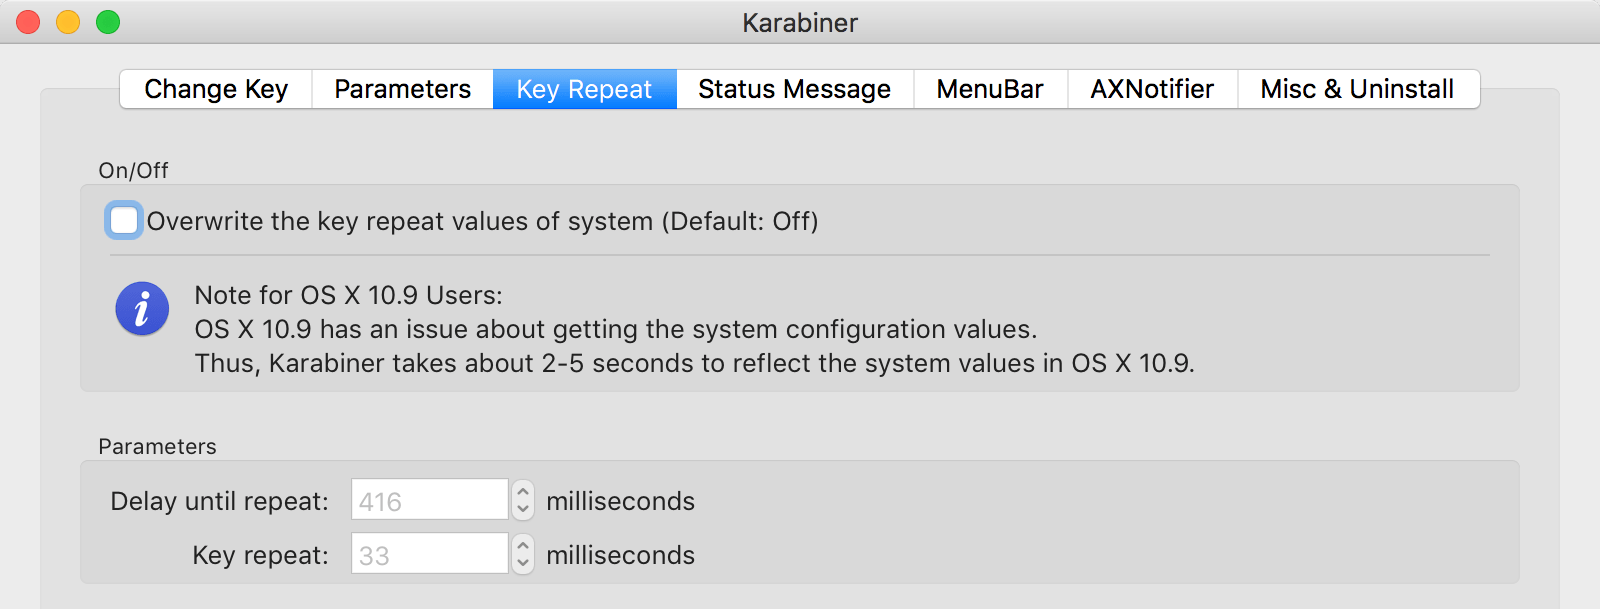 Karabiner
Change Key Parameters Key Repeat Status Message MenuBar AXNotifier Misc & Uninstall
On/Off
Overwrite the key repeat values of system (Default: Off)
Note for OS X 10.9 Users:
OS X 10.9 has an issue about getting the system configuration values.
Thus, Karabiner takes about 2-5 seconds to reflect the system values in OS X 10.9.
Parameters
Delay until repeat: 416 milliseconds
Key repeat: 33 milliseconds